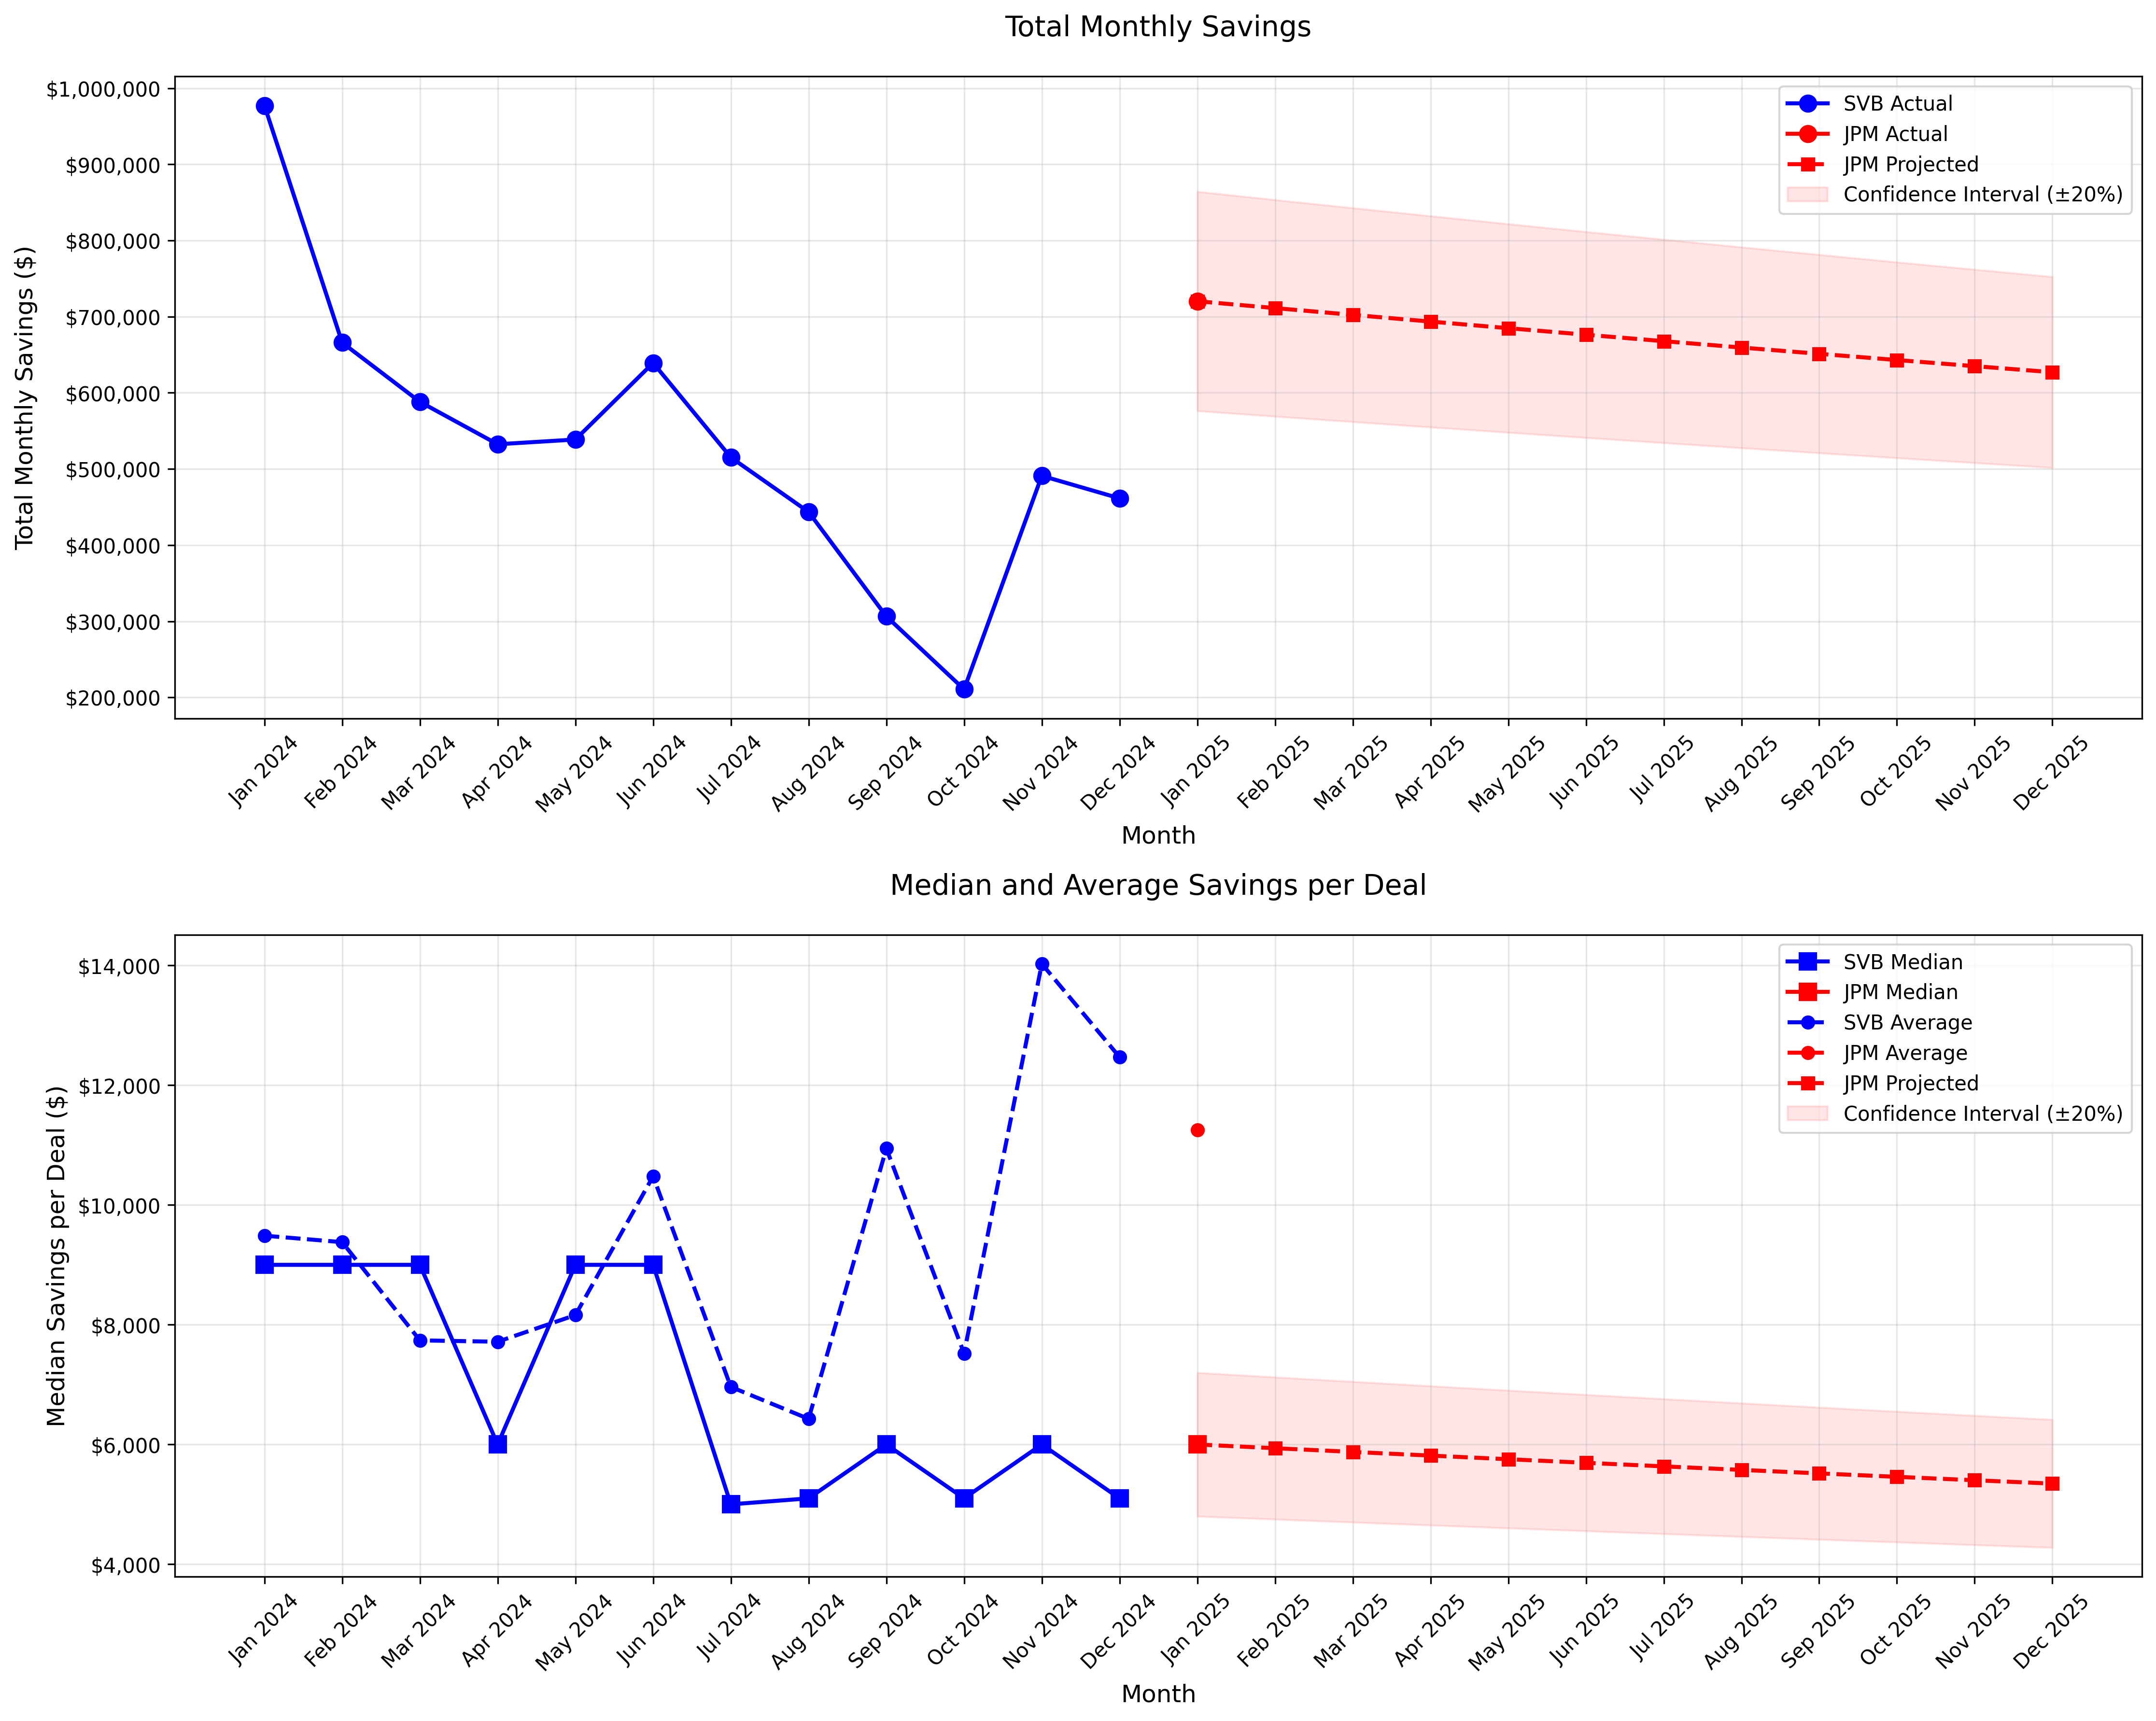 Total Monthly Savings
Total Monthly Savings ($)
$1,000,000
$900,000
$800,000
$700,000
$600,000
$500,000
$400,000
$300,000
$200,000
SVB Actual
JPM Actual
JPM Projected
Confidence Interval (±20%)
Jan 2024
Feb 2024
Mar 2024
Apr 2024
May 2024
Jun 2024
Jul 2024
Aug 2024
Sep 2024
Oct 2024
Nov 2024
Dec 2024
Jan 2025
Feb 2025
Mar 2025
Apr 2025
May 2025
Jun 2025
Jul 2025
Aug 2025
Sep 2025
Oct 2025
Nov 2025
Dec 2025
Month
Median and Average Savings per Deal
Median Savings per Deal ($)
$14,000
$12,000
$10,000
$8,000
$6,000
$4,000
SVB Median
JPM Median
SVB Average
JPM Average
JPM Projected
Confidence Interval (±20%)
Jan 2024
Feb 2024
Mar 2024
Apr 2024
May 2024
Jun 2024
Jul 2024
Aug 2024
Sep 2024
Oct 2024
Nov 2024
Dec 2024
Jan 2025
Feb 2025
Mar 2025
Apr 2025
May 2025
Jun 2025
Jul 2025
Aug 2025
Sep 2025
Oct 2025
Nov 2025
Dec 2025
Month